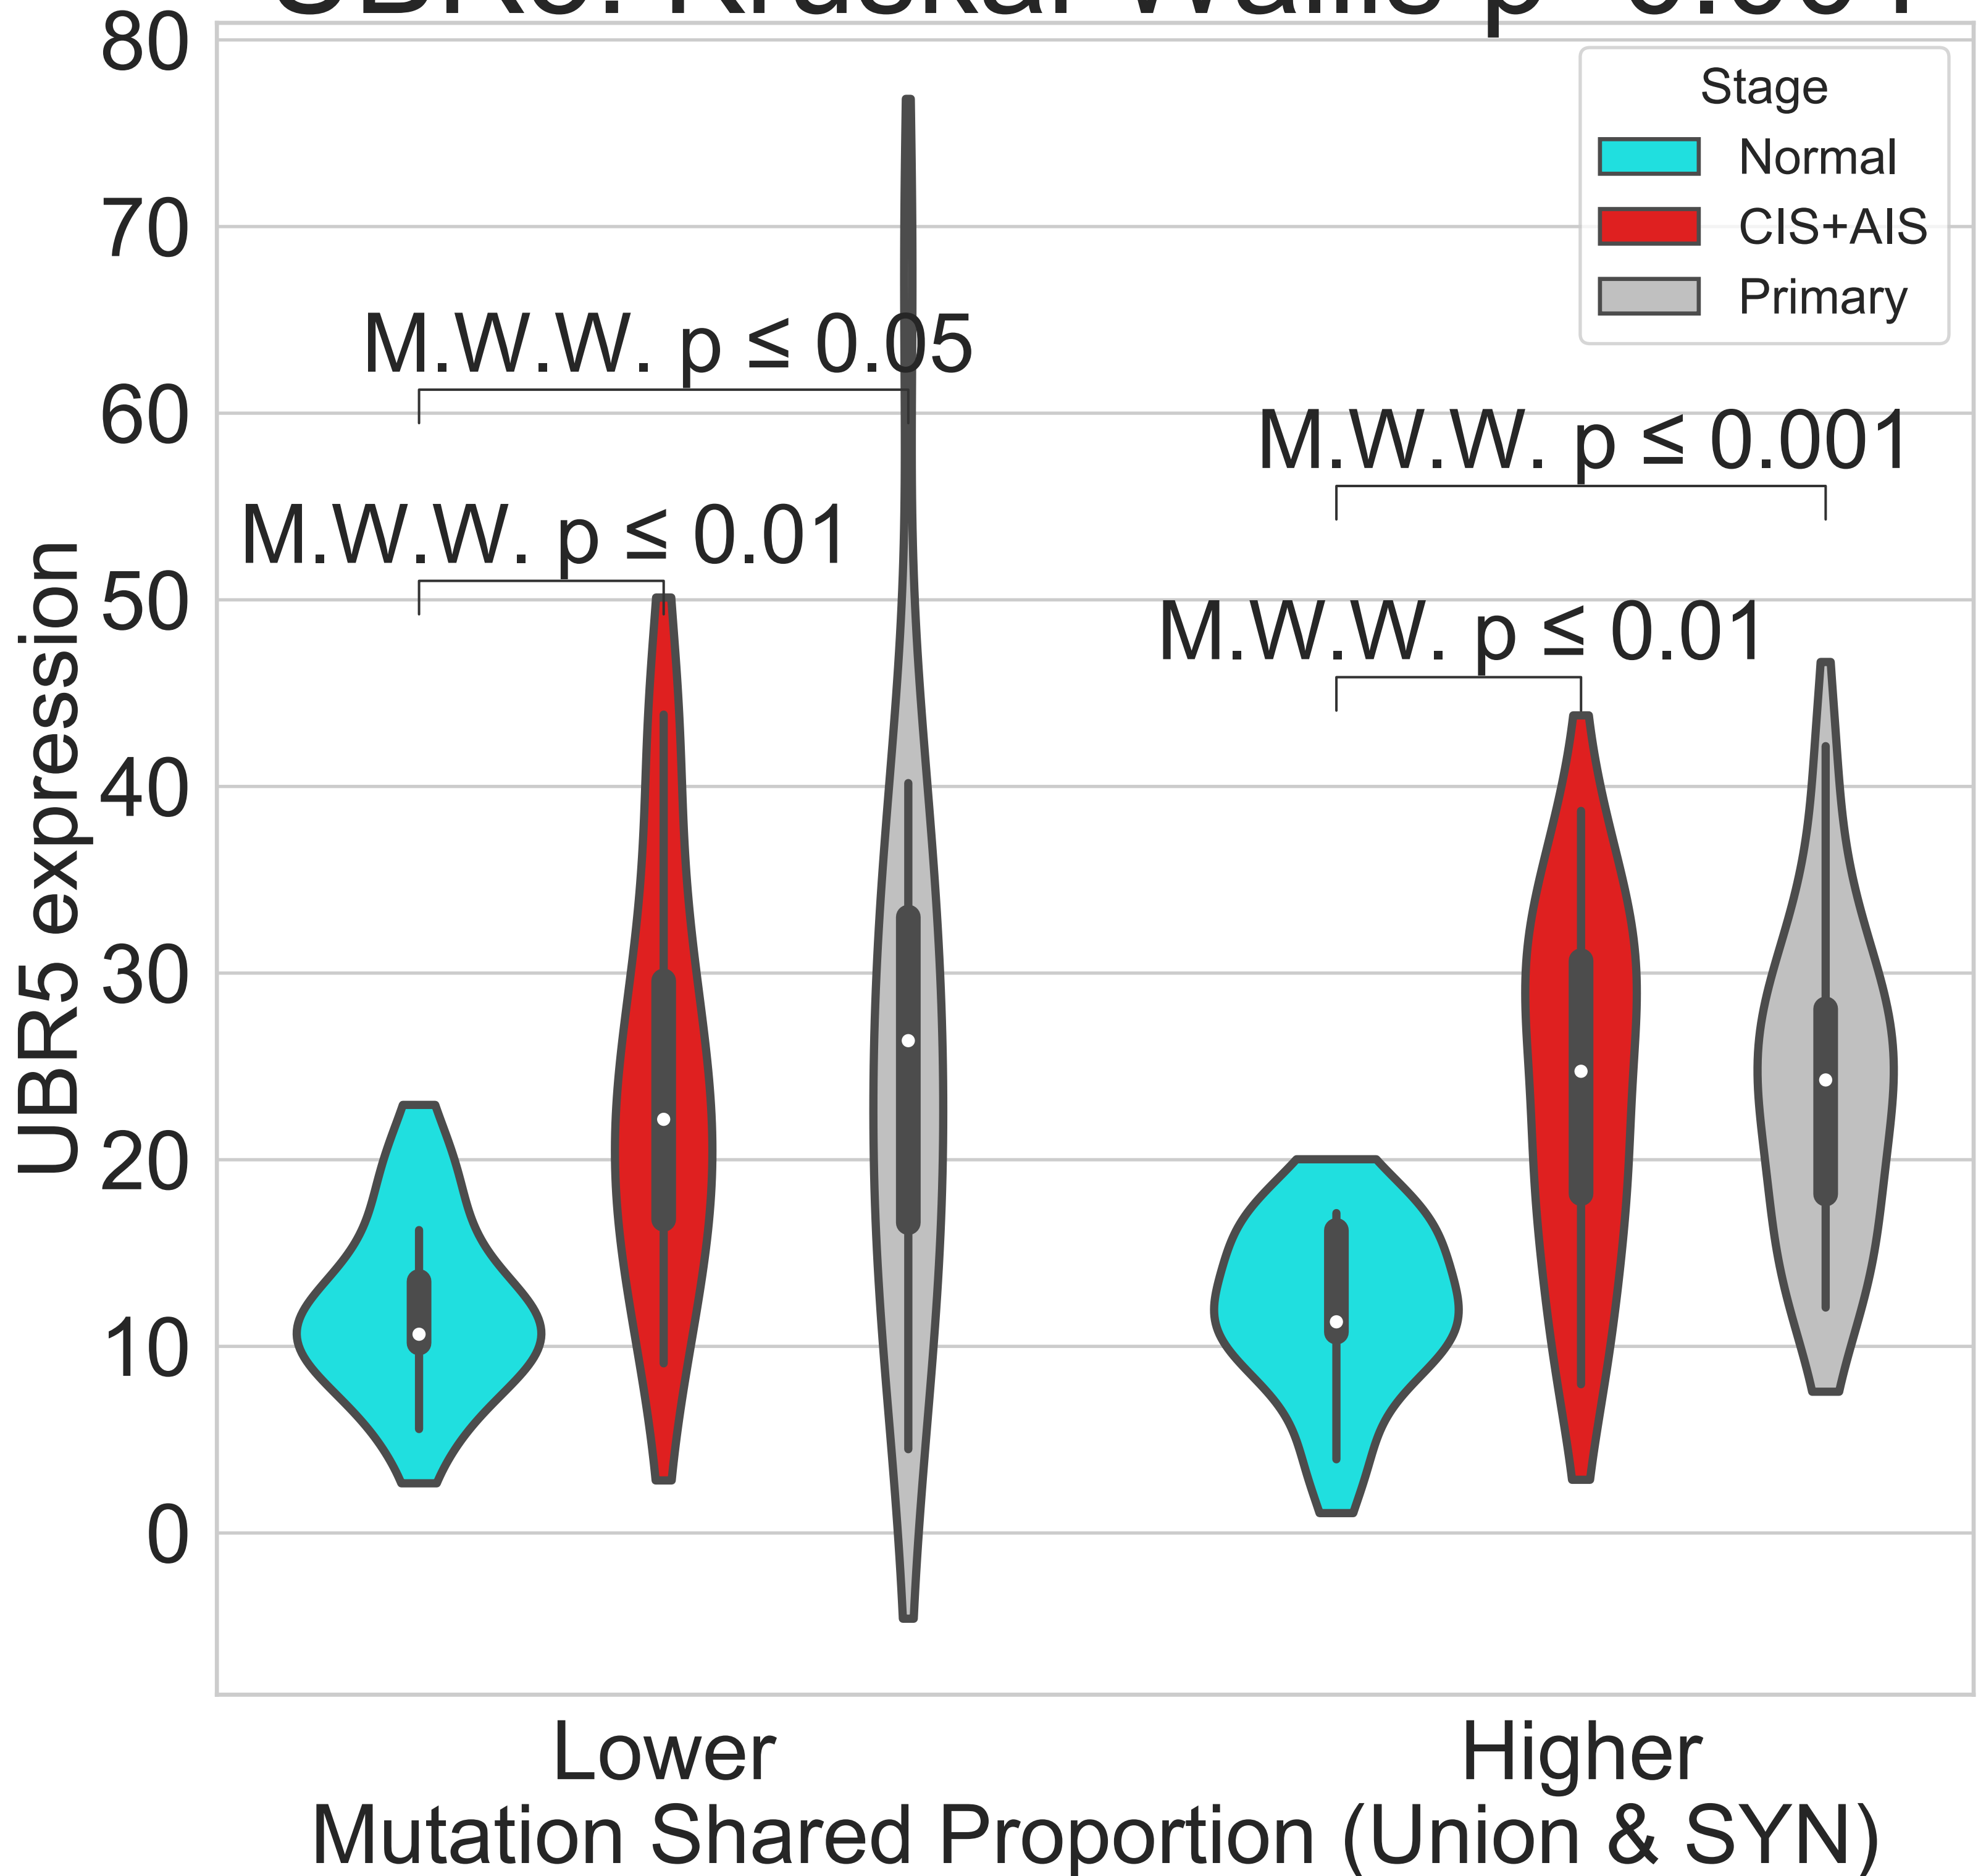 80
Stage
Normal
CIS+AIS
Primary
70
M.W.W. p ≤ 0.05
60
M.W.W. p ≤ 0.001
M.W.W. p ≤ 0.01
50
M.W.W. p ≤ 0.01
40
30
20
10
0
UBR5 expression
Lower
Higher
Mutation Shared Proportion (Union & SYN)